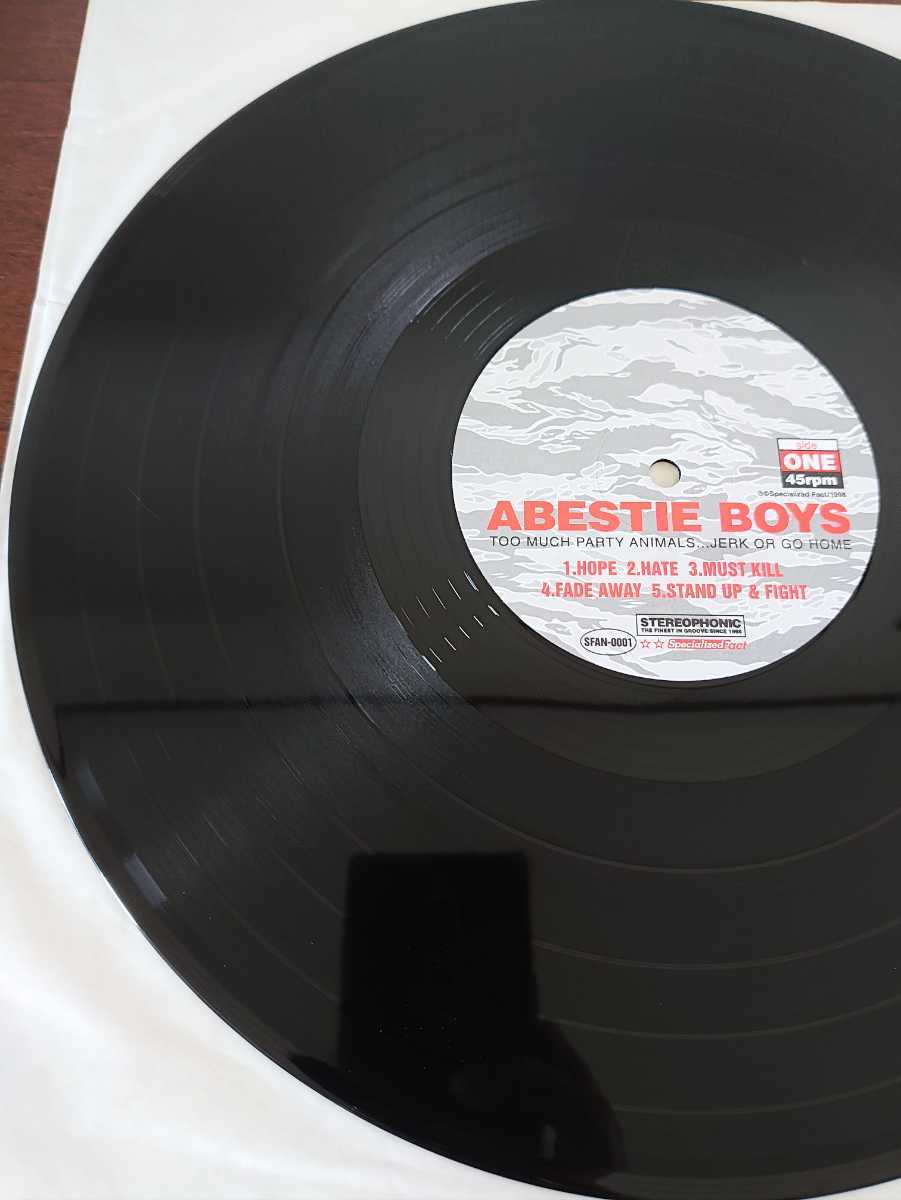 side
ONE
45rpm
℗©Specialized Fact/1998
ABESTIE BOYS
TOO MUCH PARTY ANIMALS...JERK OR GO HOME
1.HOPE 2.HATE 3.MUST KILL
4.FADE AWAY 5.STAND UP & FIGHT
STEREOPHONIC
THE FINEST IN GROOVE SINCE 1996
SFAN-0001 ☆☆ SpecializedFact